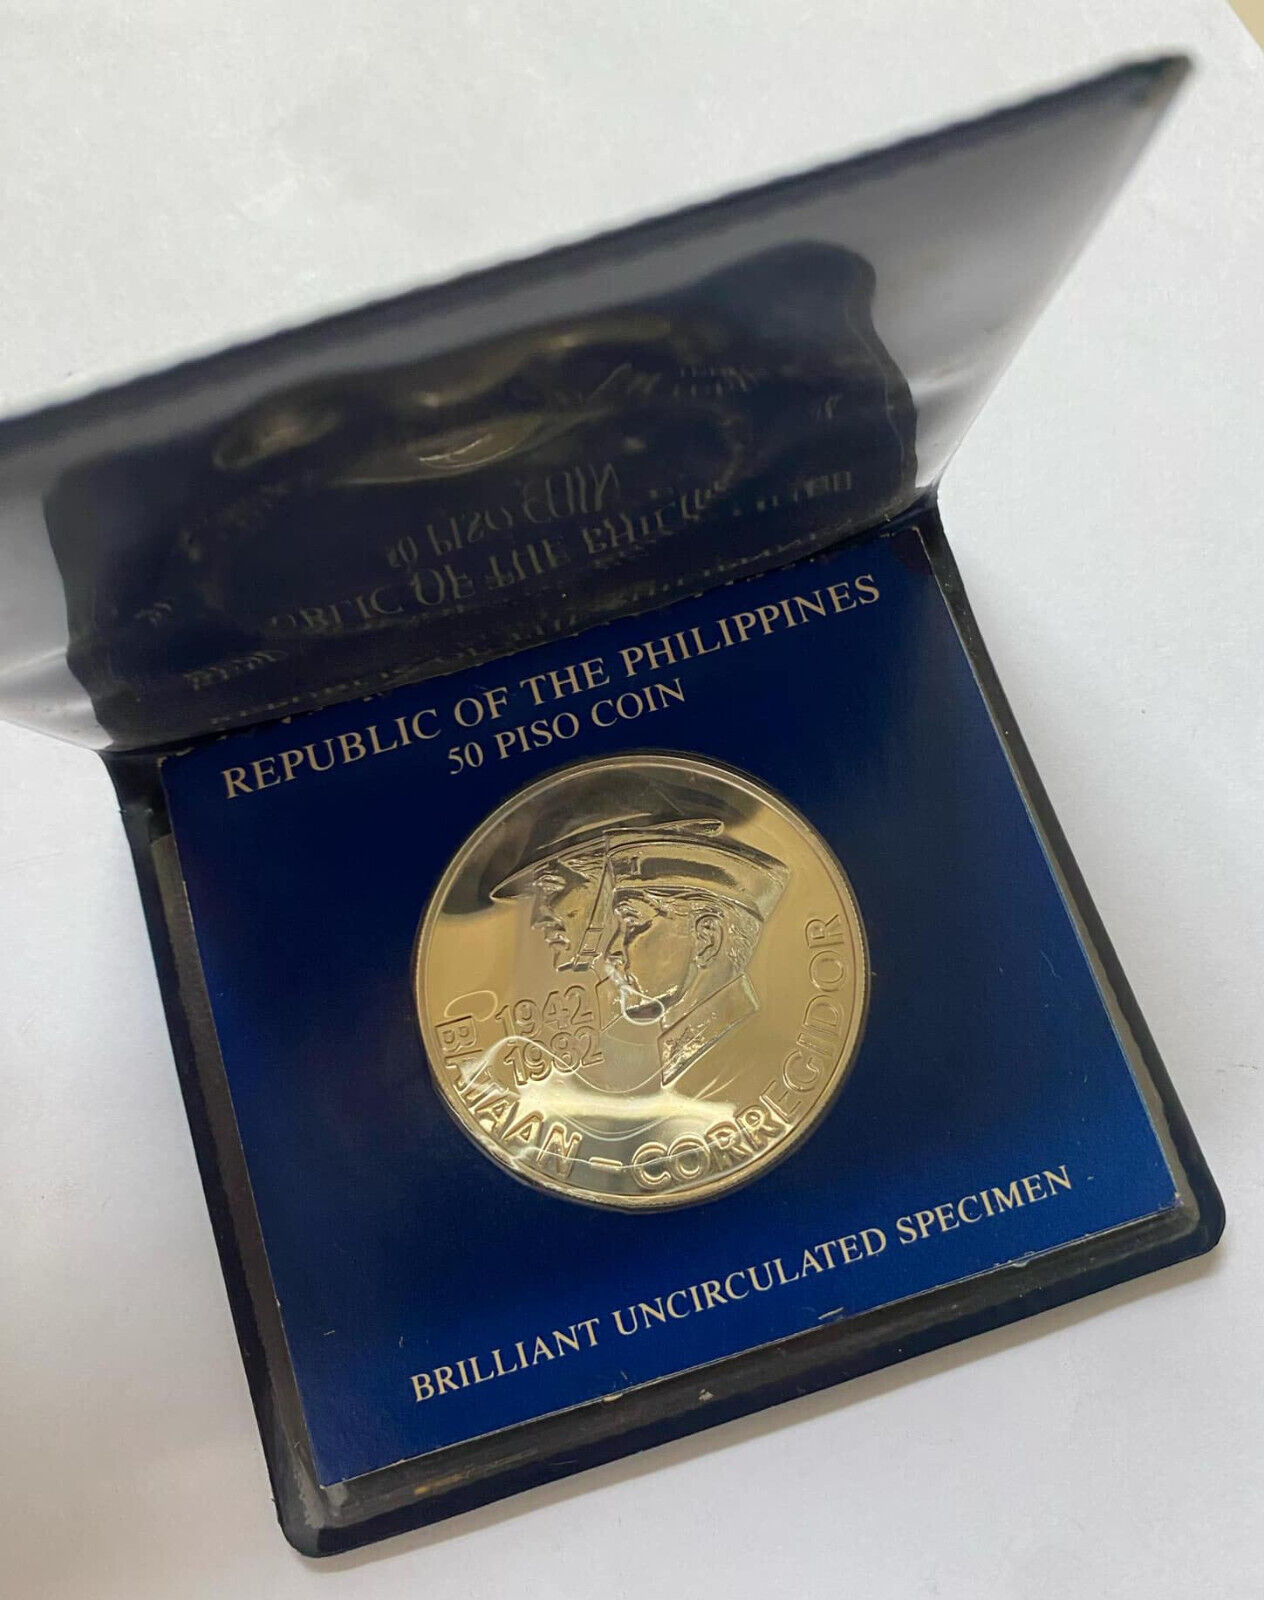 REPUBLIC OF THE PHILIPPINES
50 PISO COIN
1942
1982
BATAAN – CORREGIDOR
BRILLIANT UNCIRCULATED SPECIMEN